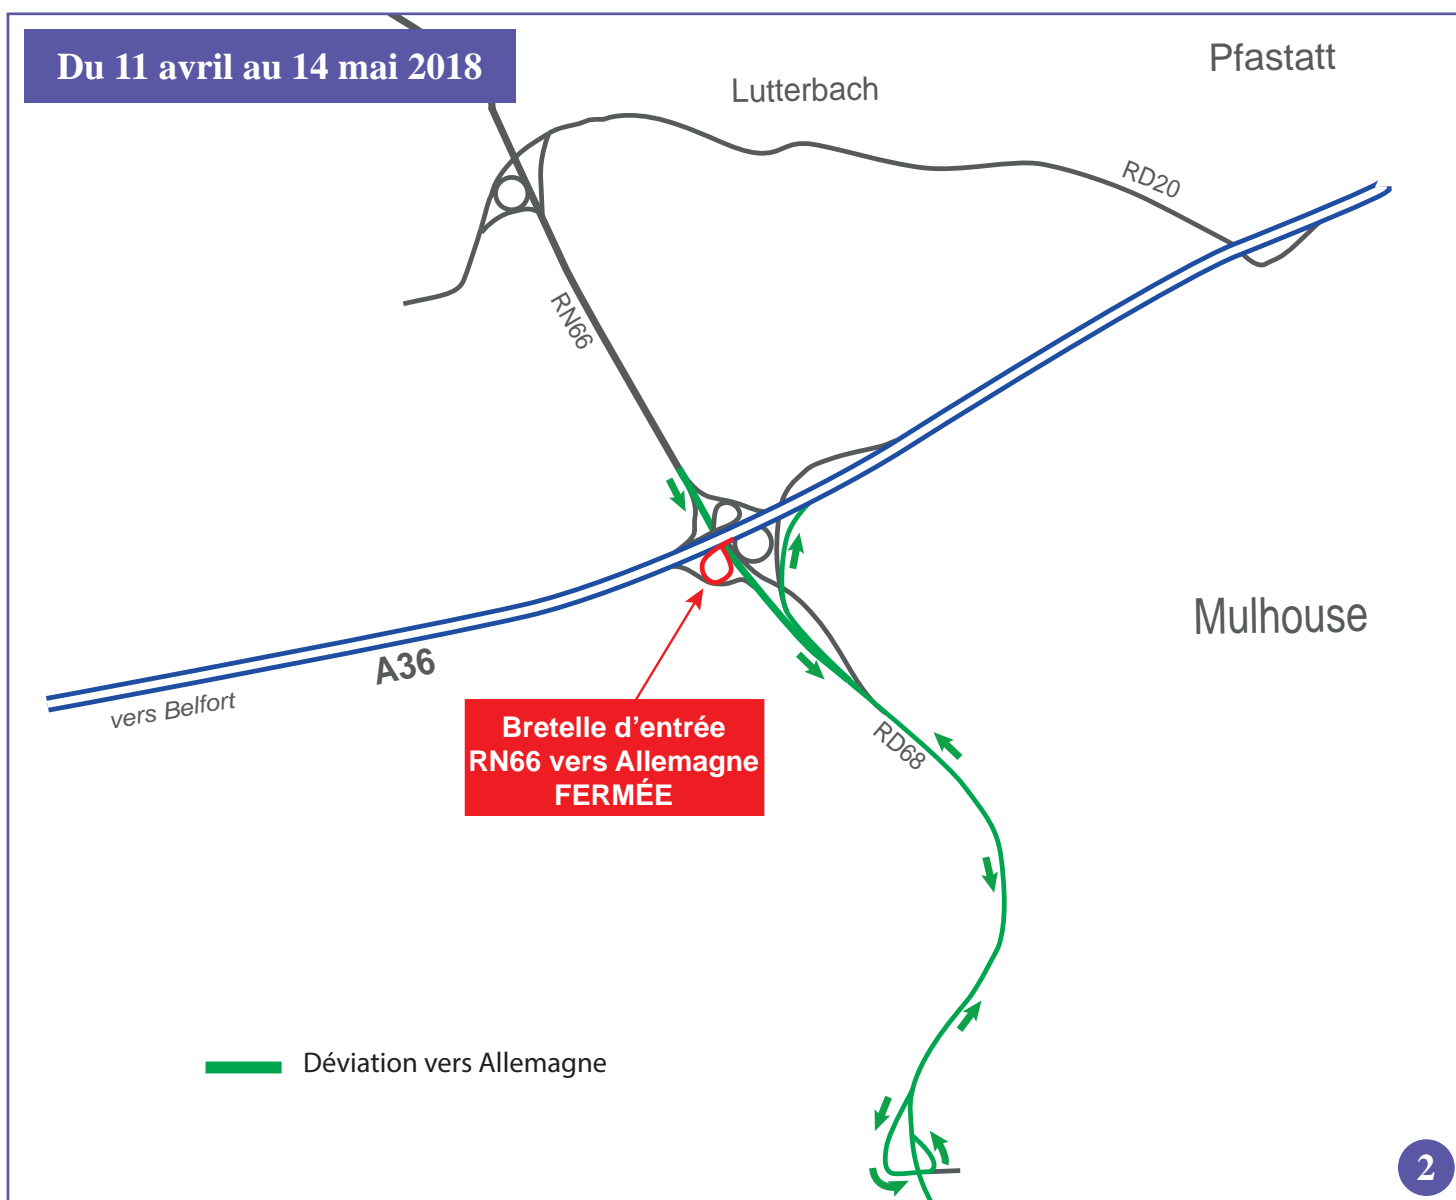 Du 11 avril au 14 mai 2018
Pfastatt
Lutterbach
RD20
RN66
Mulhouse
A36
vers Belfort
Bretelle d’entrée
RN66 vers Allemagne
FERMÉE
RD68
Déviation vers Allemagne
2